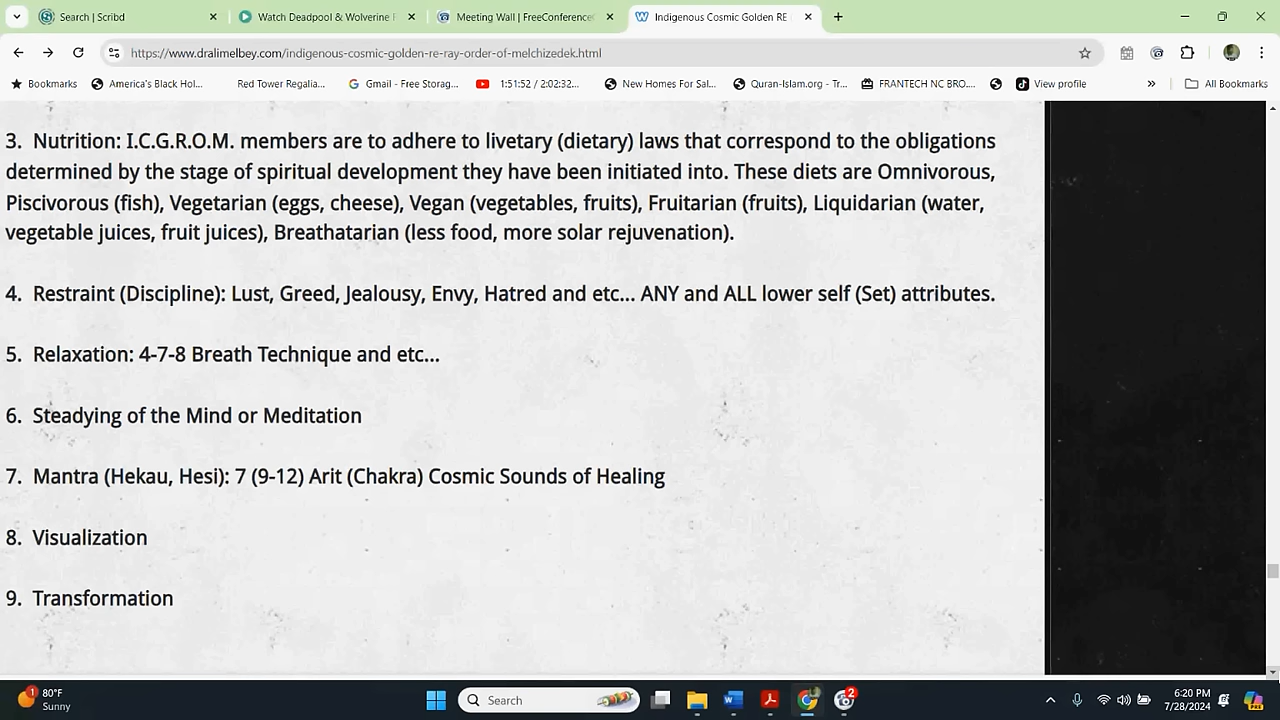 Search | Scribd
Watch Deadpool & Wolverine F
Meeting Wall | FreeConference
Indigenous Cosmic Golden RE
https://www.dralimelbey.com/indigenous-cosmic-golden-re-ray-order-of-melchizedek.html
Bookmarks
America's Black Hol...
Red Tower Regalia...
Gmail - Free Storag...
1:51:52 / 2:02:32...
New Homes For Sal...
Quran-Islam.org - Tr...
FRANTECH NC BRO....
View profile
All Bookmarks
3. Nutrition: I.C.G.R.O.M. members are to adhere to livetary (dietary) laws that correspond to the obligations
determined by the stage of spiritual development they have been initiated into. These diets are Omnivorous,
Piscivorous (fish), Vegetarian (eggs, cheese), Vegan (vegetables, fruits), Fruitarian (fruits), Liquidarian (water,
vegetable juices, fruit juices), Breathatarian (less food, more solar rejuvenation).
4. Restraint (Discipline): Lust, Greed, Jealousy, Envy, Hatred and etc... ANY and ALL lower self (Set) attributes.
5. Relaxation: 4-7-8 Breath Technique and etc...
6. Steadying of the Mind or Meditation
7. Mantra (Hekau, Hesi): 7 (9-12) Arit (Chakra) Cosmic Sounds of Healing
8. Visualization
9. Transformation
1
80°F
Sunny
Search
2
6:20 PM
7/28/2024